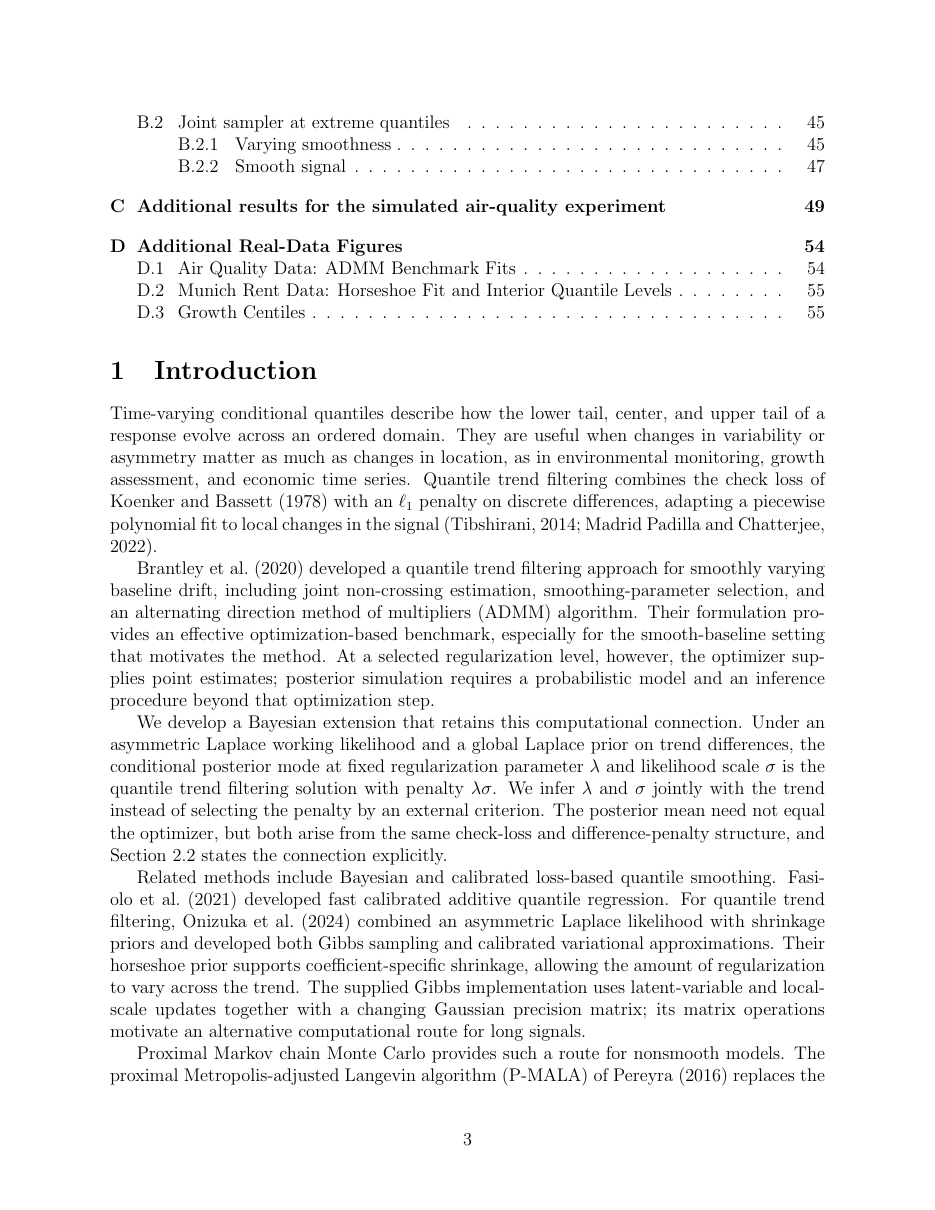 B.2 Joint sampler at extreme quantiles . . . . . . . . . . . . . . . . . . . . . . . 45
B.2.1 Varying smoothness . . . . . . . . . . . . . . . . . . . . . . . . . . . . 45
B.2.2 Smooth signal . . . . . . . . . . . . . . . . . . . . . . . . . . . . . . . 47
C Additional results for the simulated air-quality experiment 49
D Additional Real-Data Figures 54
D.1 Air Quality Data: ADMM Benchmark Fits . . . . . . . . . . . . . . . . . . . 54
D.2 Munich Rent Data: Horseshoe Fit and Interior Quantile Levels . . . . . . . . 55
D.3 Growth Centiles . . . . . . . . . . . . . . . . . . . . . . . . . . . . . . . . . . 55
1 Introduction
Time-varying conditional quantiles describe how the lower tail, center, and upper tail of a
response evolve across an ordered domain. They are useful when changes in variability or
asymmetry matter as much as changes in location, as in environmental monitoring, growth
assessment, and economic time series. Quantile trend filtering combines the check loss of
Koenker and Bassett (1978) with an ℓ1 penalty on discrete differences, adapting a piecewise
polynomial fit to local changes in the signal (Tibshirani, 2014; Madrid Padilla and Chatterjee,
2022).
Brantley et al. (2020) developed a quantile trend filtering approach for smoothly varying
baseline drift, including joint non-crossing estimation, smoothing-parameter selection, and
an alternating direction method of multipliers (ADMM) algorithm. Their formulation pro-
vides an effective optimization-based benchmark, especially for the smooth-baseline setting
that motivates the method. At a selected regularization level, however, the optimizer sup-
plies point estimates; posterior simulation requires a probabilistic model and an inference
procedure beyond that optimization step.
We develop a Bayesian extension that retains this computational connection. Under an
asymmetric Laplace working likelihood and a global Laplace prior on trend differences, the
conditional posterior mode at fixed regularization parameter λ and likelihood scale σ is the
quantile trend filtering solution with penalty λσ. We infer λ and σ jointly with the trend
instead of selecting the penalty by an external criterion. The posterior mean need not equal
the optimizer, but both arise from the same check-loss and difference-penalty structure, and
Section 2.2 states the connection explicitly.
Related methods include Bayesian and calibrated loss-based quantile smoothing. Fasi-
olo et al. (2021) developed fast calibrated additive quantile regression. For quantile trend
filtering, Onizuka et al. (2024) combined an asymmetric Laplace likelihood with shrinkage
priors and developed both Gibbs sampling and calibrated variational approximations. Their
horseshoe prior supports coefficient-specific shrinkage, allowing the amount of regularization
to vary across the trend. The supplied Gibbs implementation uses latent-variable and local-
scale updates together with a changing Gaussian precision matrix; its matrix operations
motivate an alternative computational route for long signals.
Proximal Markov chain Monte Carlo provides such a route for nonsmooth models. The
proximal Metropolis-adjusted Langevin algorithm (P-MALA) of Pereyra (2016) replaces the
3